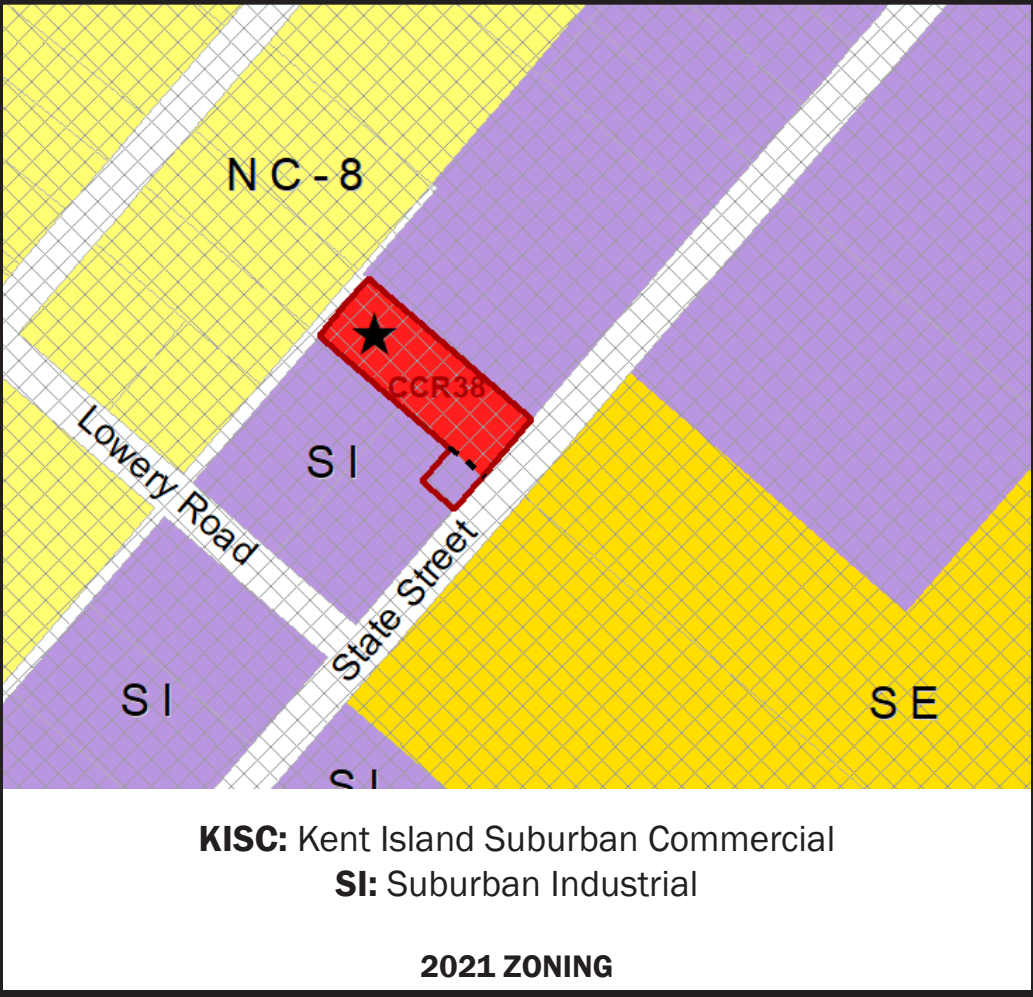 NC-8
CCR38
SI
Lowery Road
State Street
SI
SE
SI
KISC: Kent Island Suburban Commercial
SI: Suburban Industrial
2021 ZONING